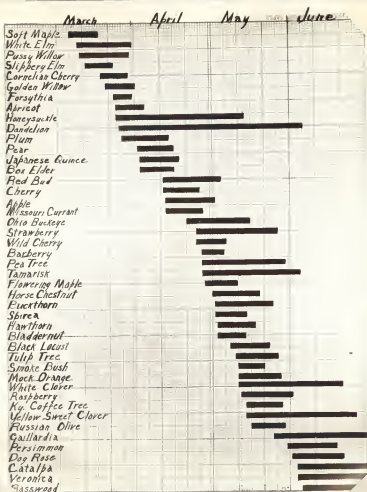 March April May June
Soft Maple
White Elm
Pussy Willow
Slippery Elm
Cornelian Cherry
Golden Willow
Forsythia
Apricot
Honeysuckle
Dandelion
Plum
Pear
Japanese Quince
Box Elder
Red Bud
Cherry
Apple
Missouri Currant
Ohio Buckeye
Strawberry
Wild Cherry
Barberry
Pea Tree
Tamarisk
Flowering Maple
Horse Chestnut
Buckthorn
Spirea
Hawthorn
Bladdernut
Black Locust
Tulip Tree
Smoke Bush
Mock Orange
White Clover
Raspberry
Ky. Coffee Tree
Yellow Sweet Clover
Russian Olive
Gaillardia
Persimmon
Dog Rose
Catalpa
Veronica
Basswood